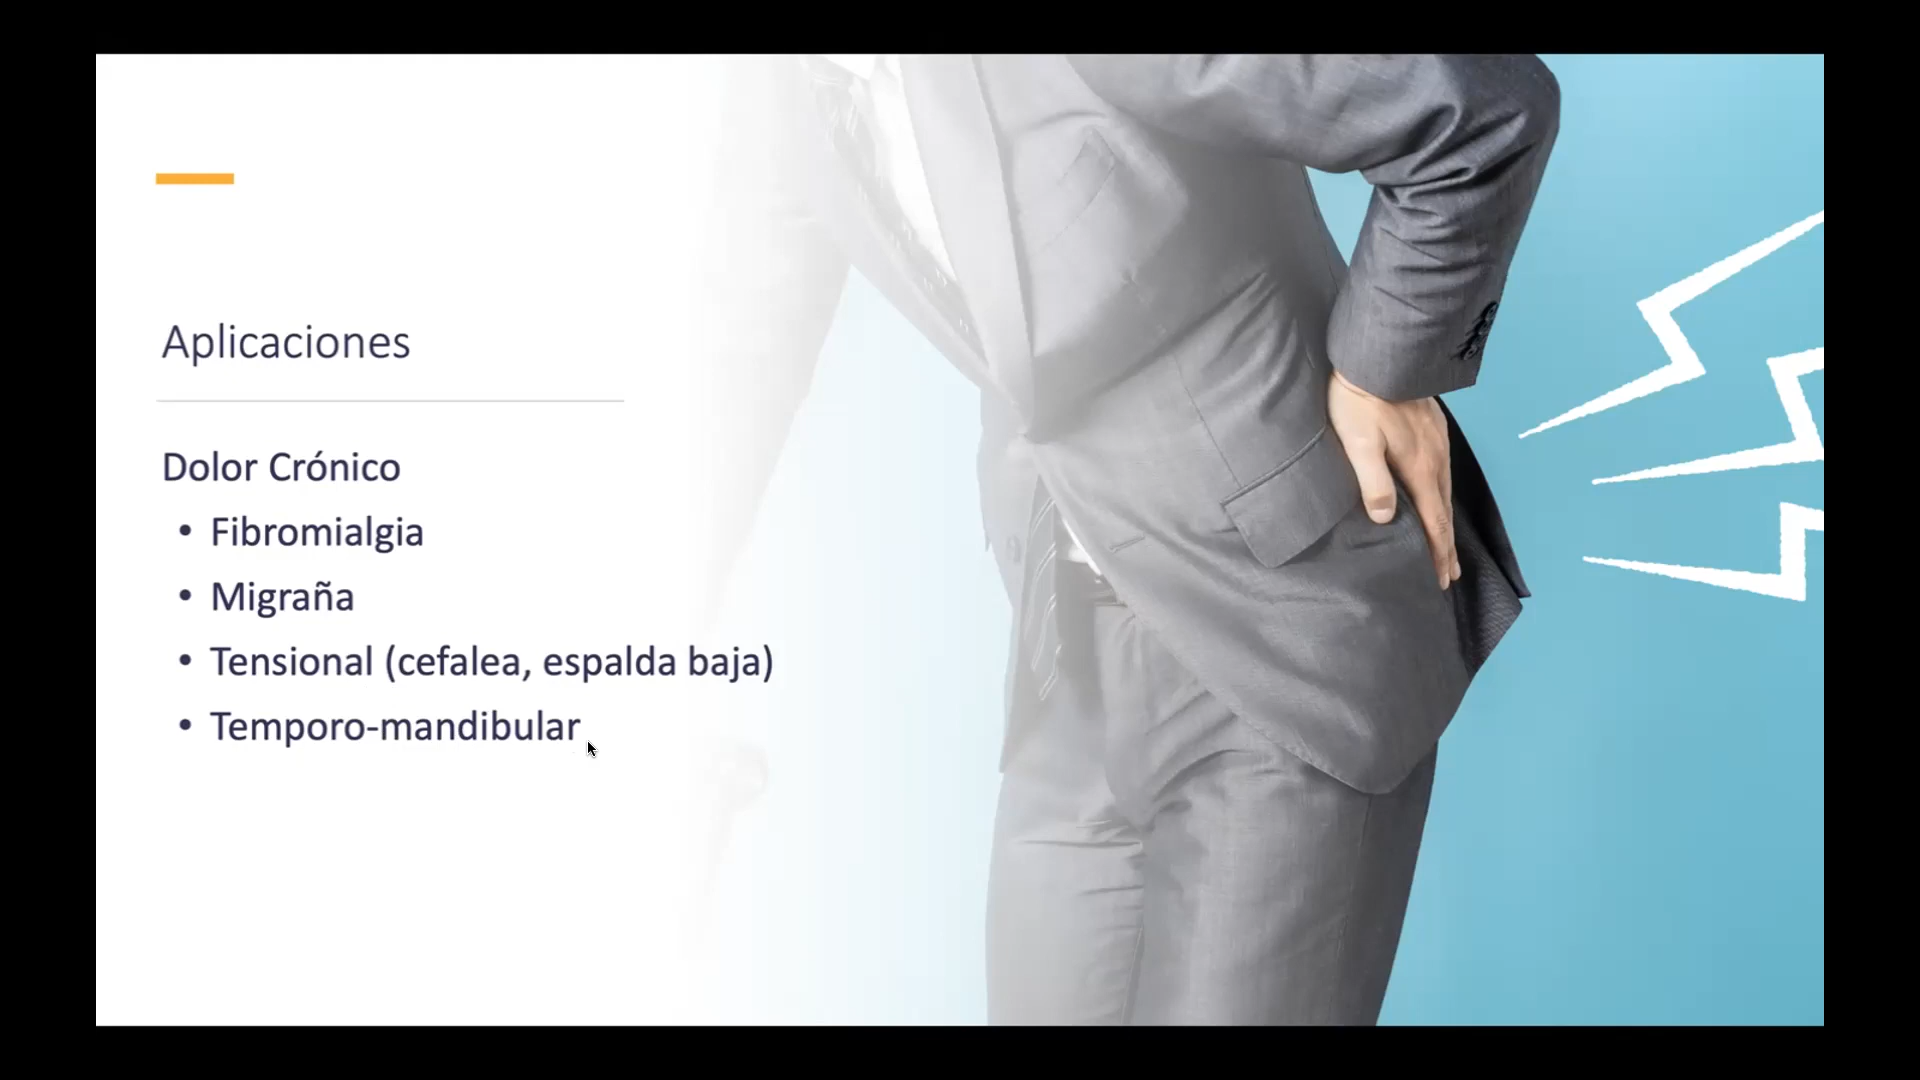 Aplicaciones
Dolor Crónico
• Fibromialgia
• Migraña
• Tensional (cefalea, espalda baja)
• Temporo-mandibular